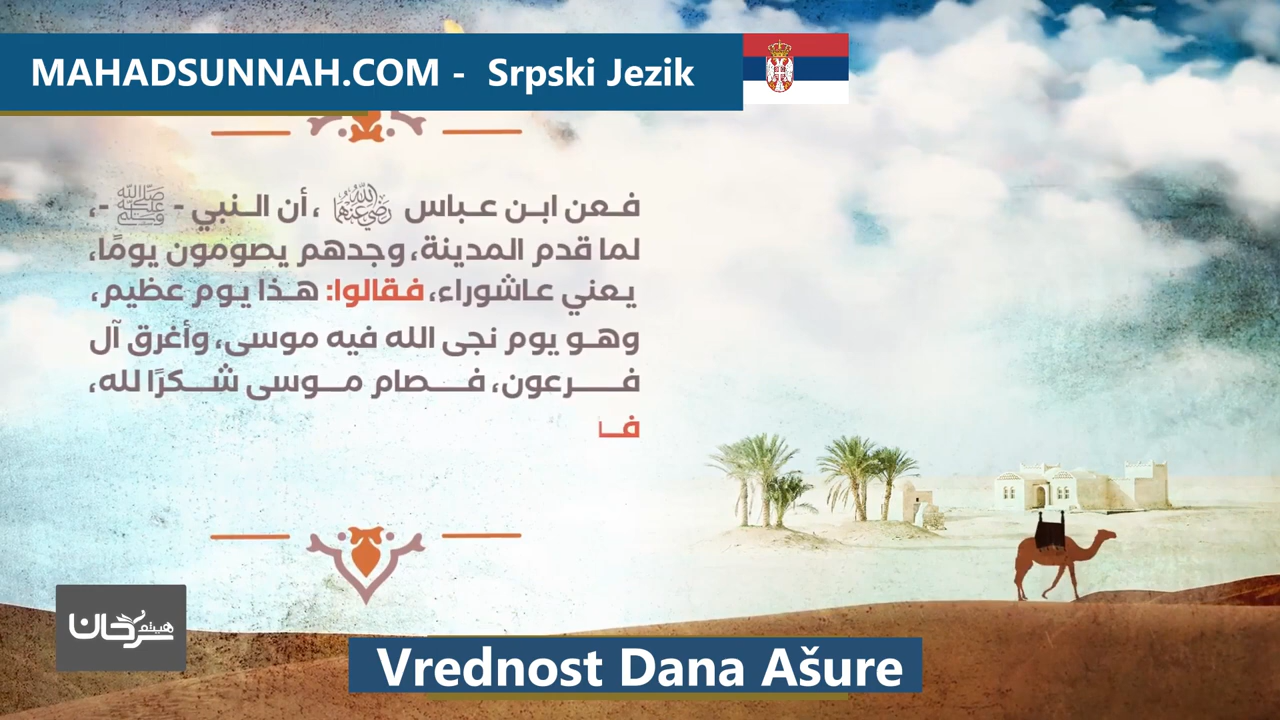 MAHADSUNNAH.COM - Srpski Jezik
فعن ابن عباس رضي الله عنهما، أن النبي - ﷺ -،
لما قدم المدينة، وجدهم يصومون يومًا،
يعني عاشوراء، فقالوا: هذا يوم عظيم،
وهو يوم نجى الله فيه موسى، وأغرق آل
فرعون، فصام موسى شكرًا لله،
ف
هيثم سرحان
Vrednost Dana Ašure